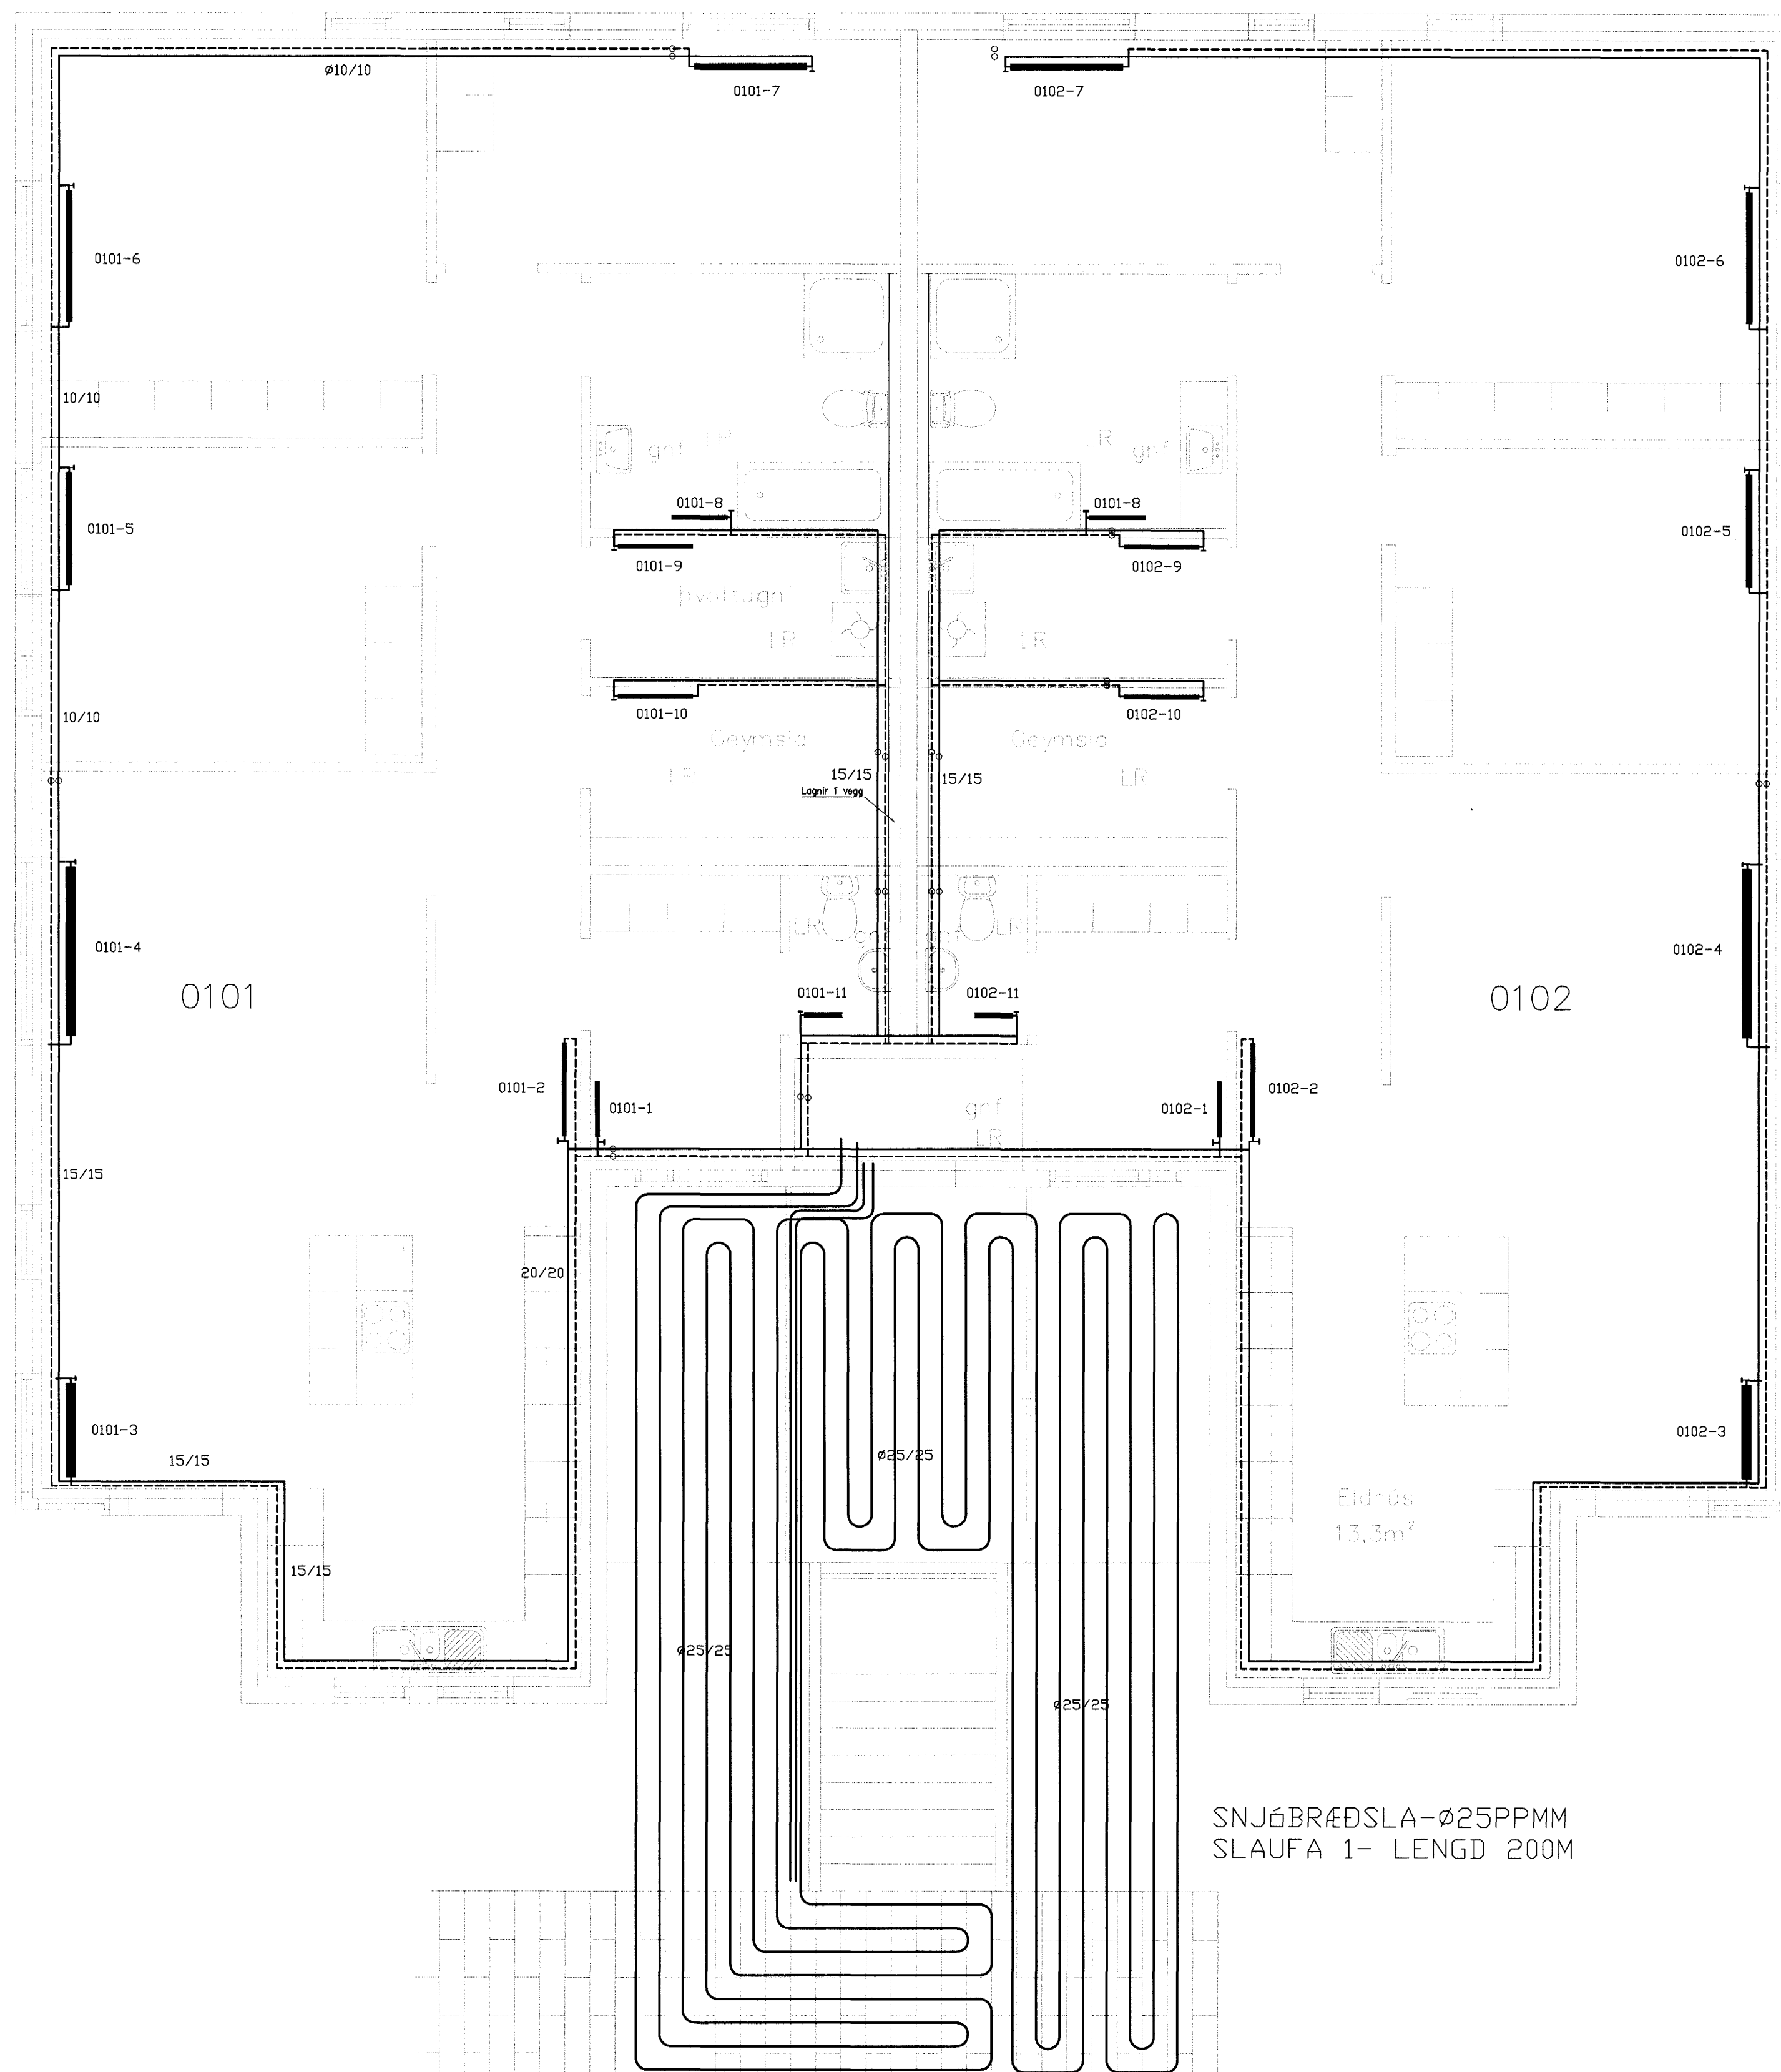 ø10/10
0101-7
0102-7
0101-6
0102-6
10/10
LR
gnf
LR
gnf
0101-8
0101-8
0101-5
0102-5
0101-9
0102-9
LR
LR
10/10
0101-10
0102-10
Geymsla
Geymsla
LR
15/15
15/15
LR
Lagnir í vegg
LR
LR
gnf
0101-4
0102-4
0101
0101-11
0102-11
0102
0101-2
0101-1
gnf
0102-1
0102-2
LR
15/15
20/20
0101-3
0102-3
15/15
ø25/25
Eldhús
13,3m²
15/15
ø25/25
ø25/25
SNJÓBRÆÐSLA-Ø25PPMM
SLAUFA 1- LENGD 200M